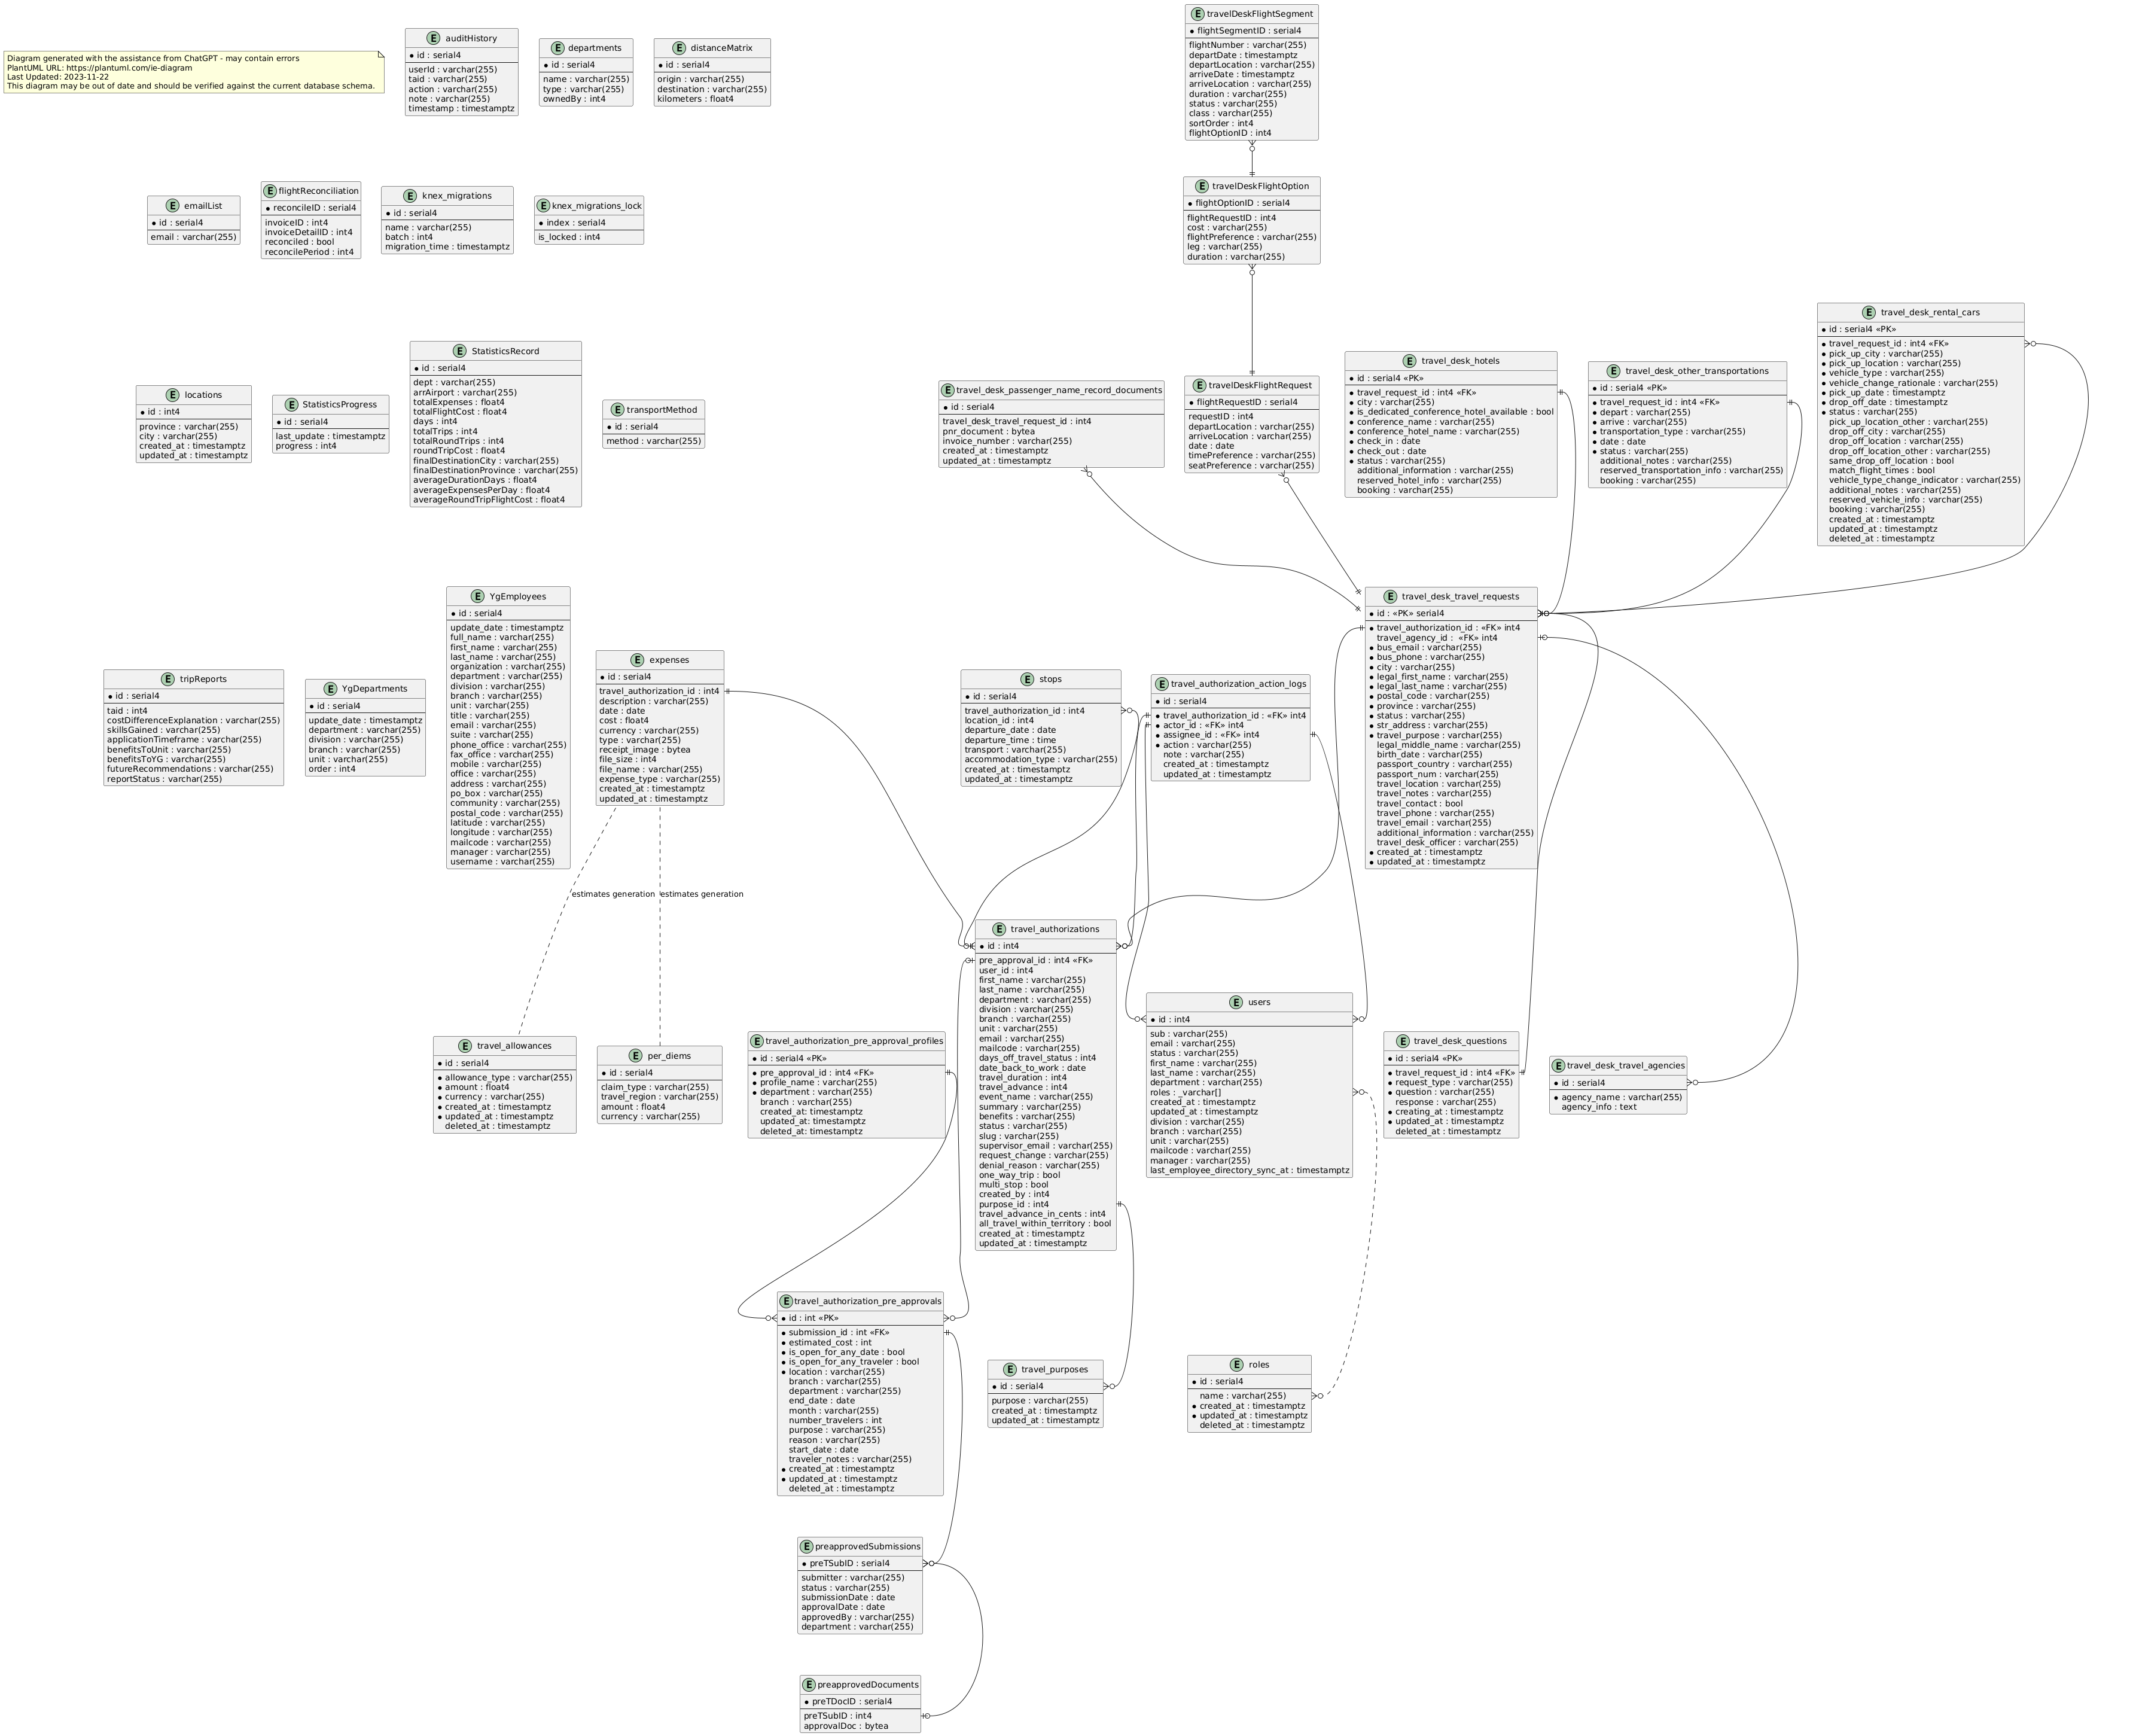 Diagram generated with the assistance from ChatGPT - may contain errors
PlantUML URL: https://plantuml.com/ie-diagram
Last Updated: 2023-11-22
This diagram may be out of date and should be verified against the current database schema.
E auditHistory
id : serial4
userId : varchar(255)
taid : varchar(255)
action : varchar(255)
note : varchar(255)
timestamp : timestamptz
E departments
id : serial4
name : varchar(255)
type : varchar(255)
ownedBy : int4
E distanceMatrix
id : serial4
origin : varchar(255)
destination : varchar(255)
kilometers : float4
E travelDeskFlightSegment
flightSegmentID : serial4
flightNumber : varchar(255)
departDate : timestamptz
departLocation : varchar(255)
arriveDate : timestamptz
arriveLocation : varchar(255)
duration : varchar(255)
status : varchar(255)
class : varchar(255)
sortOrder : int4
flightOptionID : int4
E emailList
id : serial4
email : varchar(255)
E flightReconciliation
reconcileID : serial4
invoiceID : int4
invoiceDetailID : int4
reconciled : bool
reconcilePeriod : int4
E knex_migrations
id : serial4
name : varchar(255)
batch : int4
migration_time : timestamptz
E knex_migrations_lock
index : serial4
is_locked : int4
E travelDeskFlightOption
flightOptionID : serial4
flightRequestID : int4
cost : varchar(255)
flightPreference : varchar(255)
leg : varchar(255)
duration : varchar(255)
E locations
id : int4
province : varchar(255)
city : varchar(255)
created_at : timestamptz
updated_at : timestamptz
E StatisticsProgress
id : serial4
last_update : timestamptz
progress : int4
E StatisticsRecord
id : serial4
dept : varchar(255)
arrAirport : varchar(255)
totalExpenses : float4
totalFlightCost : float4
days : int4
totalTrips : int4
totalRoundTrips : int4
roundTripCost : float4
finalDestinationCity : varchar(255)
finalDestinationProvince : varchar(255)
averageDurationDays : float4
averageExpensesPerDay : float4
averageRoundTripFlightCost : float4
E transportMethod
id : serial4
method : varchar(255)
E travel_desk_passenger_name_record_documents
id : serial4
travel_desk_travel_request_id : int4
pnr_document : bytea
invoice_number : varchar(255)
created_at : timestamptz
updated_at : timestamptz
E travelDeskFlightRequest
flightRequestID : serial4
requestID : int4
departLocation : varchar(255)
arriveLocation : varchar(255)
date : date
timePreference : varchar(255)
seatPreference : varchar(255)
E travel_desk_hotels
id : serial4 «PK»
travel_request_id : int4 «FK»
city : varchar(255)
is_dedicated_conference_hotel_available : bool
conference_name : varchar(255)
conference_hotel_name : varchar(255)
check_in : date
check_out : date
status : varchar(255)
additional_information : varchar(255)
reserved_hotel_info : varchar(255)
booking : varchar(255)
E travel_desk_other_transportations
id : serial4 «PK»
travel_request_id : int4 «FK»
depart : varchar(255)
arrive : varchar(255)
transportation_type : varchar(255)
date : date
status : varchar(255)
additional_notes : varchar(255)
reserved_transportation_info : varchar(255)
booking : varchar(255)
E travel_desk_rental_cars
id : serial4 «PK»
travel_request_id : int4 «FK»
pick_up_city : varchar(255)
pick_up_location : varchar(255)
vehicle_type : varchar(255)
vehicle_change_rationale : varchar(255)
pick_up_date : timestamptz
drop_off_date : timestamptz
status : varchar(255)
pick_up_location_other : varchar(255)
drop_off_city : varchar(255)
drop_off_location : varchar(255)
drop_off_location_other : varchar(255)
same_drop_off_location : bool
match_flight_times : bool
vehicle_type_change_indicator : varchar(255)
additional_notes : varchar(255)
reserved_vehicle_info : varchar(255)
booking : varchar(255)
created_at : timestamptz
updated_at : timestamptz
deleted_at : timestamptz
E tripReports
id : serial4
taid : int4
costDifferenceExplanation : varchar(255)
skillsGained : varchar(255)
applicationTimeframe : varchar(255)
benefitsToUnit : varchar(255)
benefitsToYG : varchar(255)
futureRecommendations : varchar(255)
reportStatus : varchar(255)
E YgDepartments
id : serial4
update_date : timestamptz
department : varchar(255)
division : varchar(255)
branch : varchar(255)
unit : varchar(255)
order : int4
E YgEmployees
id : serial4
update_date : timestamptz
full_name : varchar(255)
first_name : varchar(255)
last_name : varchar(255)
organization : varchar(255)
department : varchar(255)
division : varchar(255)
branch : varchar(255)
unit : varchar(255)
title : varchar(255)
email : varchar(255)
suite : varchar(255)
phone_office : varchar(255)
fax_office : varchar(255)
mobile : varchar(255)
office : varchar(255)
address : varchar(255)
po_box : varchar(255)
community : varchar(255)
postal_code : varchar(255)
latitude : varchar(255)
longitude : varchar(255)
mailcode : varchar(255)
manager : varchar(255)
username : varchar(255)
E expenses
id : serial4
travel_authorization_id : int4
description : varchar(255)
date : date
cost : float4
currency : varchar(255)
type : varchar(255)
receipt_image : bytea
file_size : int4
file_name : varchar(255)
expense_type : varchar(255)
created_at : timestamptz
updated_at : timestamptz
E stops
id : serial4
travel_authorization_id : int4
location_id : int4
departure_date : date
departure_time : time
transport : varchar(255)
accommodation_type : varchar(255)
created_at : timestamptz
updated_at : timestamptz
E travel_authorization_action_logs
id : serial4
travel_authorization_id : «FK» int4
actor_id : «FK» int4
assignee_id : «FK» int4
action : varchar(255)
note : varchar(255)
created_at : timestamptz
updated_at : timestamptz
E travel_desk_travel_requests
id : «PK» serial4
travel_authorization_id : «FK» int4
travel_agency_id : «FK» int4
bus_email : varchar(255)
bus_phone : varchar(255)
city : varchar(255)
legal_first_name : varchar(255)
legal_last_name : varchar(255)
postal_code : varchar(255)
province : varchar(255)
status : varchar(255)
str_address : varchar(255)
travel_purpose : varchar(255)
legal_middle_name : varchar(255)
birth_date : varchar(255)
passport_country : varchar(255)
passport_num : varchar(255)
travel_location : varchar(255)
travel_notes : varchar(255)
travel_contact : bool
travel_phone : varchar(255)
travel_email : varchar(255)
additional_information : varchar(255)
travel_desk_officer : varchar(255)
created_at : timestamptz
updated_at : timestamptz
estimates generation
estimates generation
E travel_allowances
id : serial4
allowance_type : varchar(255)
amount : float4
currency : varchar(255)
created_at : timestamptz
updated_at : timestamptz
deleted_at : timestamptz
E per_diems
id : serial4
claim_type : varchar(255)
travel_region : varchar(255)
amount : float4
currency : varchar(255)
E travel_authorization_pre_approval_profiles
id : serial4 «PK»
pre_approval_id : int4 «FK»
profile_name : varchar(255)
department : varchar(255)
branch : varchar(255)
created_at: timestamptz
updated_at: timestamptz
deleted_at: timestamptz
E travel_authorizations
id : int4
pre_approval_id : int4 «FK»
user_id : int4
first_name : varchar(255)
last_name : varchar(255)
department : varchar(255)
division : varchar(255)
branch : varchar(255)
unit : varchar(255)
email : varchar(255)
mailcode : varchar(255)
days_off_travel_status : int4
date_back_to_work : date
travel_duration : int4
travel_advance : int4
event_name : varchar(255)
summary : varchar(255)
benefits : varchar(255)
status : varchar(255)
slug : varchar(255)
supervisor_email : varchar(255)
request_change : varchar(255)
denial_reason : varchar(255)
one_way_trip : bool
multi_stop : bool
created_by : int4
purpose_id : int4
travel_advance_in_cents : int4
all_travel_within_territory : bool
created_at : timestamptz
updated_at : timestamptz
E users
id : int4
sub : varchar(255)
email : varchar(255)
status : varchar(255)
first_name : varchar(255)
last_name : varchar(255)
department : varchar(255)
roles : _varchar[]
created_at : timestamptz
updated_at : timestamptz
division : varchar(255)
branch : varchar(255)
unit : varchar(255)
mailcode : varchar(255)
manager : varchar(255)
last_employee_directory_sync_at : timestamptz
E travel_desk_questions
id : serial4 «PK»
travel_request_id : int4 «FK»
request_type : varchar(255)
question : varchar(255)
response : varchar(255)
creating_at : timestamptz
updated_at : timestamptz
deleted_at : timestamptz
E travel_desk_travel_agencies
id : serial4
agency_name : varchar(255)
agency_info : text
E travel_authorization_pre_approvals
id : int «PK»
submission_id : int «FK»
estimated_cost : int
is_open_for_any_date : bool
is_open_for_any_traveler : bool
location : varchar(255)
branch : varchar(255)
department : varchar(255)
end_date : date
month : varchar(255)
number_travelers : int
purpose : varchar(255)
reason : varchar(255)
start_date : date
traveler_notes : varchar(255)
created_at : timestamptz
updated_at : timestamptz
deleted_at : timestamptz
E travel_purposes
id : serial4
purpose : varchar(255)
created_at : timestamptz
updated_at : timestamptz
E roles
id : serial4
name : varchar(255)
created_at : timestamptz
updated_at : timestamptz
deleted_at : timestamptz
E preapprovedSubmissions
preTSubID : serial4
submitter : varchar(255)
status : varchar(255)
submissionDate : date
approvalDate : date
approvedBy : varchar(255)
department : varchar(255)
E preapprovedDocuments
preTDocID : serial4
preTSubID : int4
approvalDoc : bytea